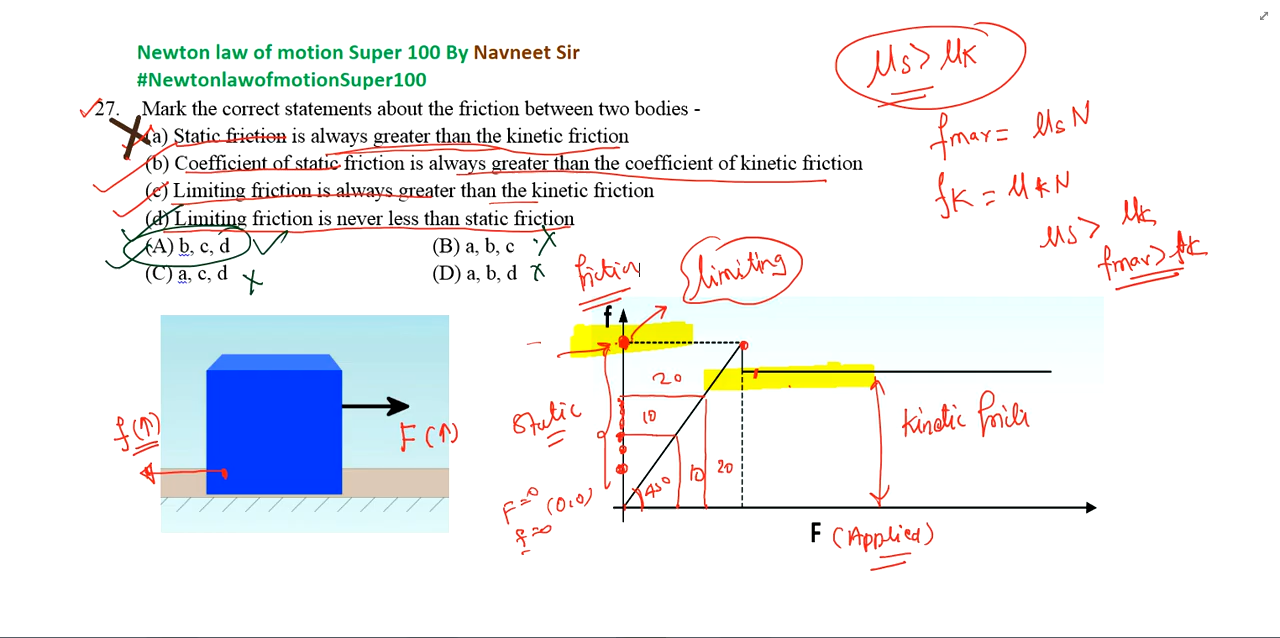 Newton law of motion Super 100 By Navneet Sir
#NewtonlawofmotionSuper100
27. Mark the correct statements about the friction between two bodies -
(a) Static friction is always greater than the kinetic friction
(b) Coefficient of static friction is always greater than the coefficient of kinetic friction
(c) Limiting friction is always greater than the kinetic friction
(d) Limiting friction is never less than static friction
(A) b, c, d (B) a, b, c
(C) a, c, d (D) a, b, d
μs > μk
fmax = μsN
fk = μkN
μs > μk
fmax > fk
friction
limiting
f
20
static
10
kinetic fricti
f(↑)
F(↑)
10
20
45°
F=0 (0,0)
f=0
F (Applied)